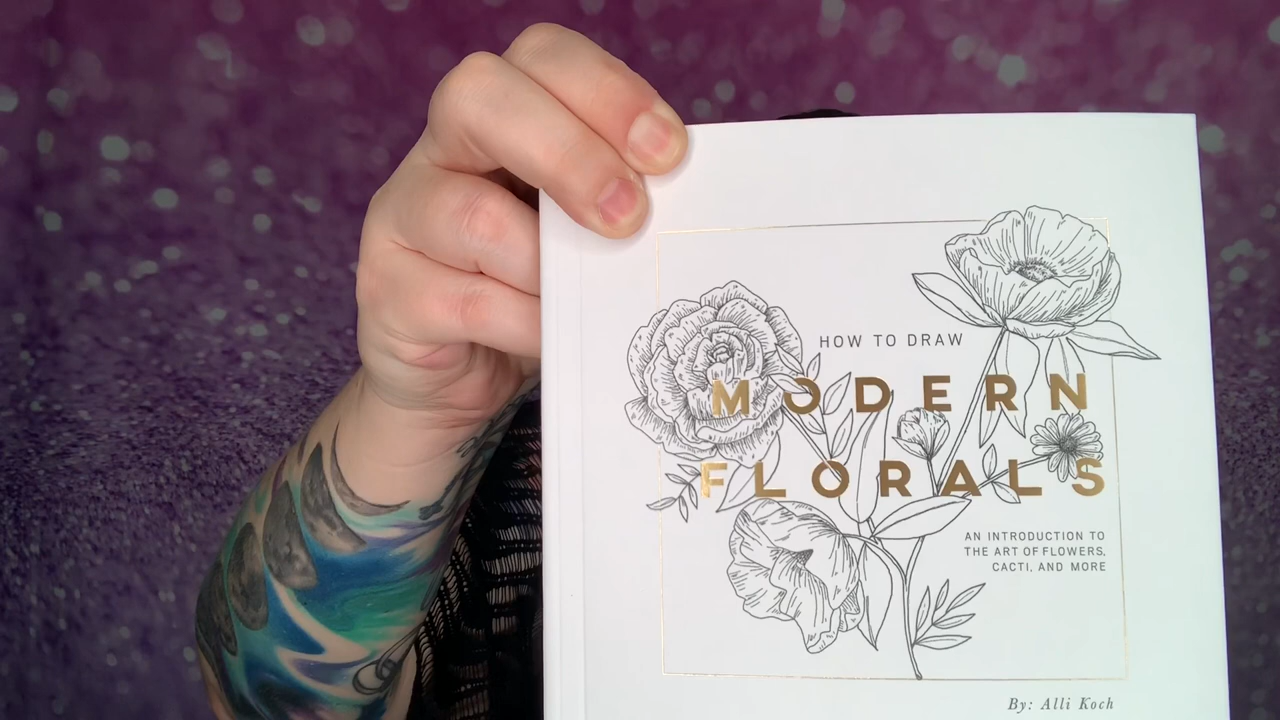 HOW TO DRAW
MODERN
FLORALS
AN INTRODUCTION TO
THE ART OF FLOWERS,
CACTI, AND MORE
By: Alli Koch